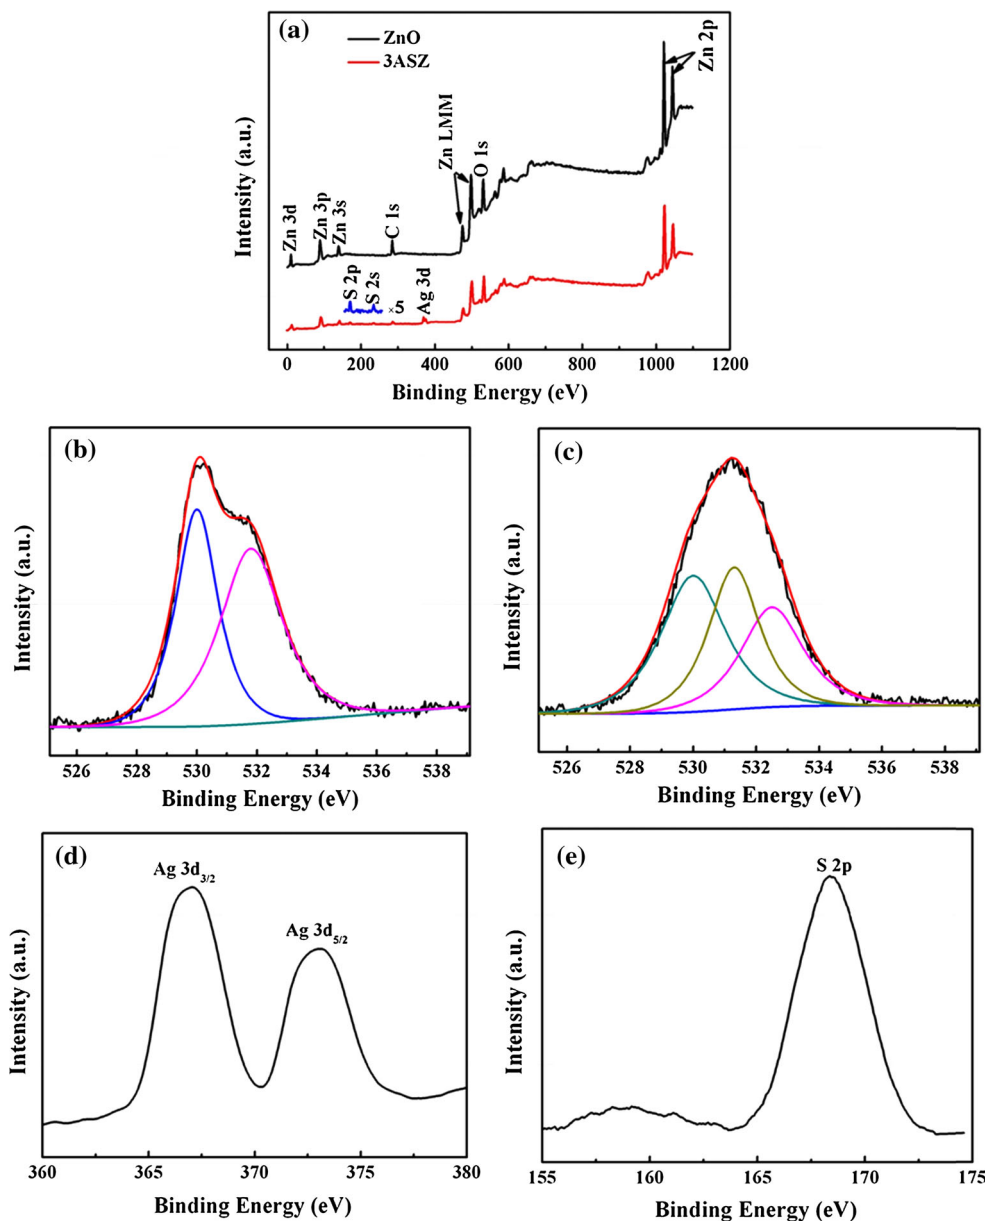 (a)
ZnO
3ASZ
Zn 2p
Zn LMM
O 1s
Zn 3d
Zn 3p
Zn 3s
C 1s
S 2p
S 2s
×5
Ag 3d
Intensity (a.u.)
0 200 400 600 800 1000 1200
Binding Energy (eV)
(b)
Intensity (a.u.)
526 528 530 532 534 536 538
Binding Energy (eV)
(c)
Intensity (a.u.)
526 528 530 532 534 536 538
Binding Energy (eV)
(d)
Ag 3d3/2
Ag 3d5/2
Intensity (a.u.)
360 365 370 375 380
Binding Energy (eV)
(e)
S 2p
Intensity (a.u.)
155 160 165 170 175
Binding Energy (eV)